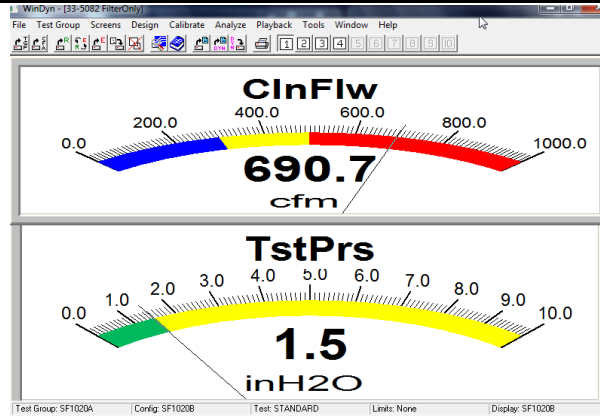 WinDyn - [33-5082 FilterOnly]
File Test Group Screens Design Calibrate Analyze Playback Tools Window Help
1 2 3 4 5 6 7 8 9 10
ClnFlw
0.0 200.0 400.0 600.0 800.0 1000.0
690.7
cfm
TstPrs
0.0 1.0 2.0 3.0 4.0 5.0 6.0 7.0 8.0 9.0 10.0
1.5
inH2O
Test Group: SF1020A Config: SF1020B Test: STANDARD Limits: None Display: SF1020B